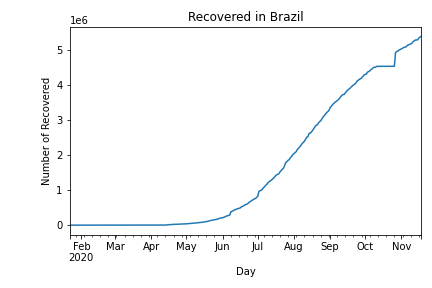 Recovered in Brazil
1e6
5
4
3
2
1
0
Number of Recovered
Feb Mar Apr May Jun Jul Aug Sep Oct Nov
2020
Day